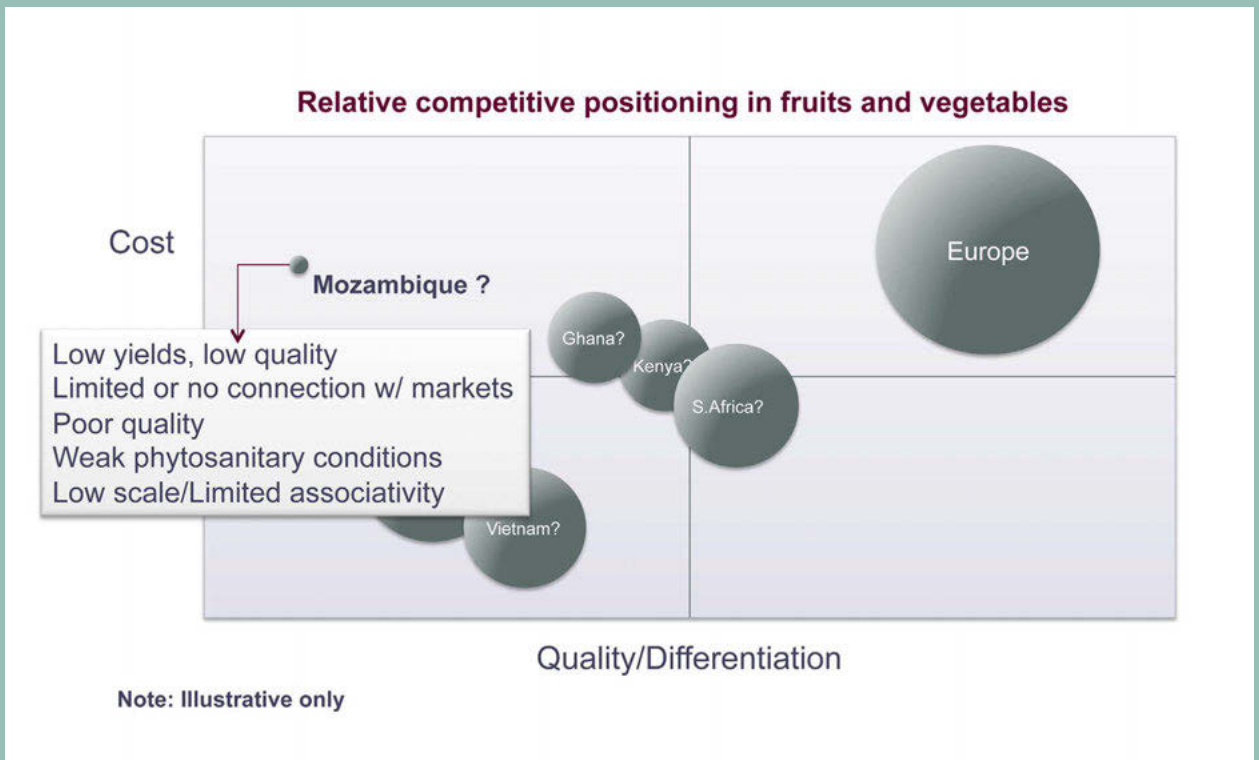 Relative competitive positioning in fruits and vegetables
Cost
Europe
Mozambique ?
Ghana?
Kenya?
S.Africa?
Low yields, low quality
Limited or no connection w/ markets
Poor quality
Weak phytosanitary conditions
Low scale/Limited associativity
Vietnam?
Quality/Differentiation
Note: Illustrative only